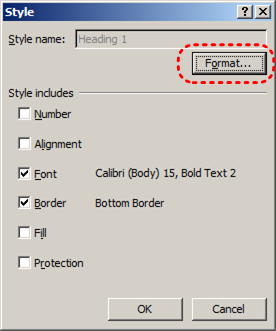 Style
Style name: Heading 1
Format...
Style includes
Number
Alignment
Font Calibri (Body) 15, Bold Text 2
Border Bottom Border
Fill
Protection
OK Cancel